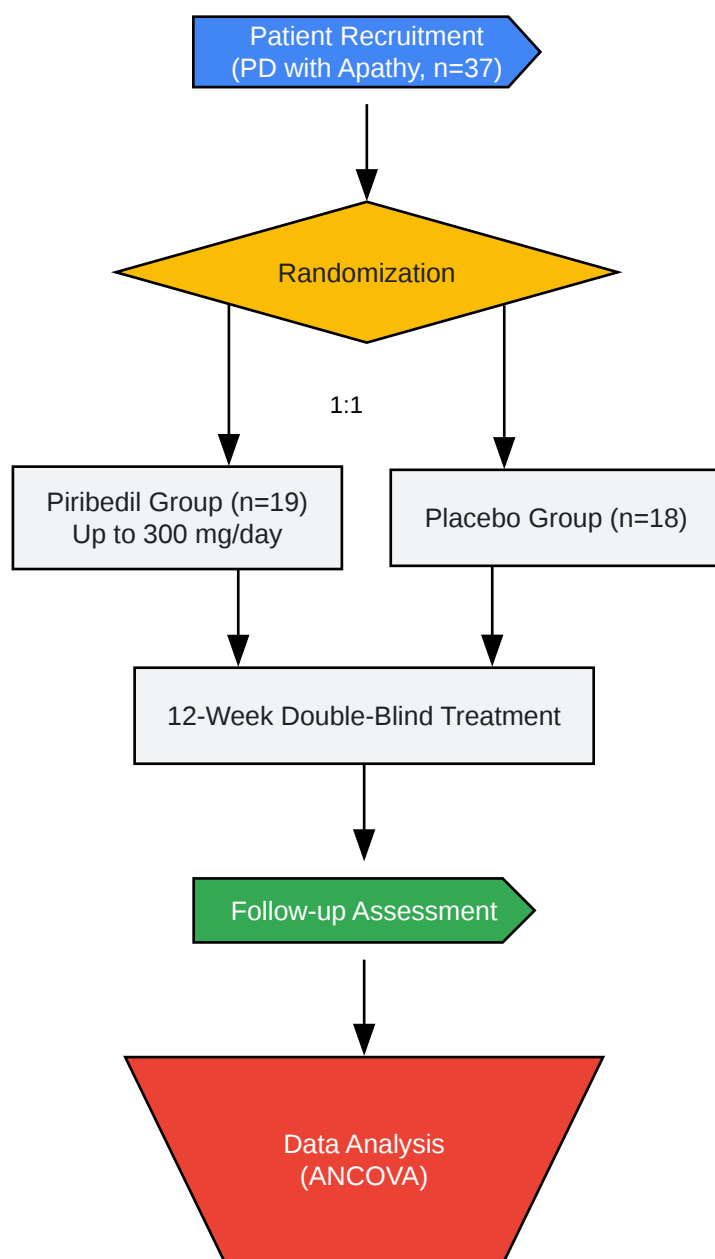 Patient Recruitment
(PD with Apathy, n=37)
Randomization
1:1
Piribedil Group (n=19)
Up to 300 mg/day
Placebo Group (n=18)
12-Week Double-Blind Treatment
Follow-up Assessment
Data Analysis
(ANCOVA)